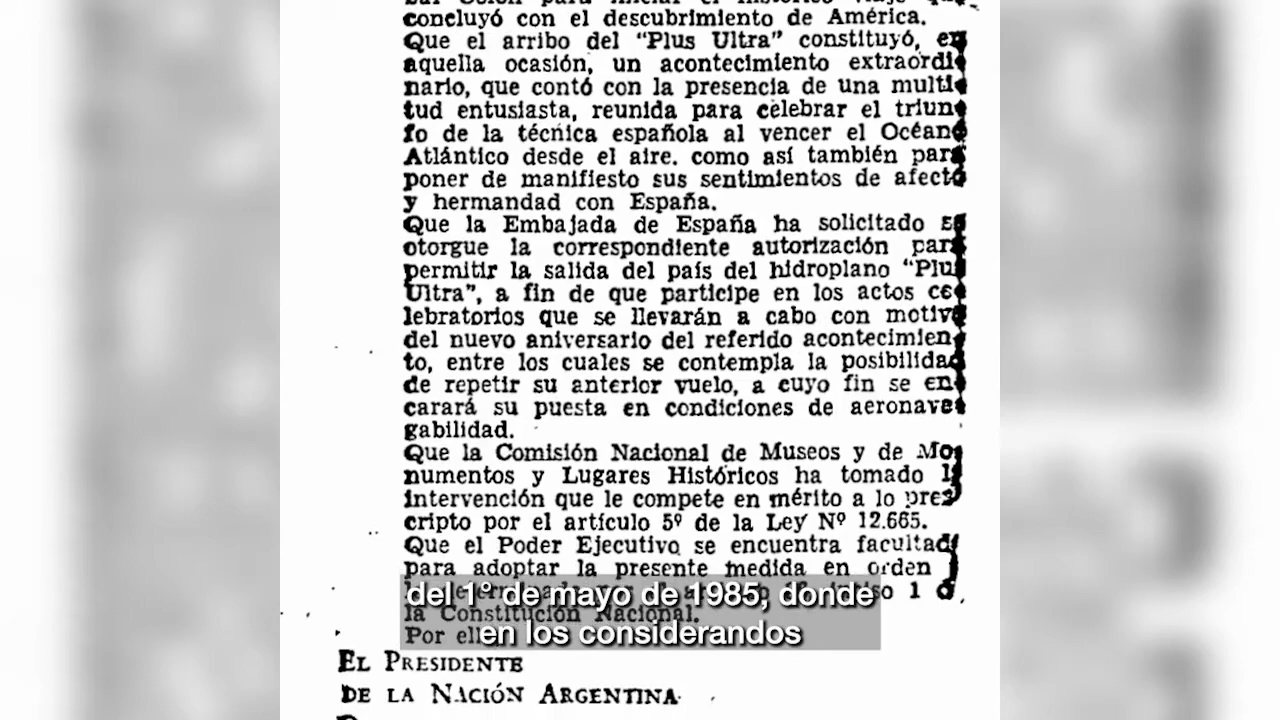 concluyó con el descubrimiento de América.
Que el arribo del “Plus Ultra” constituyó, en
aquella ocasión, un acontecimiento extraordi
nario, que contó con la presencia de una multi
tud entusiasta, reunida para celebrar el triun
fo de la técnica española al vencer el Océano
Atlántico desde el aire. como así también para
poner de manifiesto sus sentimientos de afecto
y hermandad con España.
Que la Embajada de España ha solicitado se
otorgue la correspondiente autorización para
permitir la salida del país del hidroplano “Plus
Ultra”, a fin de que participe en los actos ce
lebratorios que se llevarán a cabo con motivo
del nuevo aniversario del referido acontecimien
to, entre los cuales se contempla la posibilidad
de repetir su anterior vuelo, a cuyo fin se en
carará su puesta en condiciones de aeronave
gabilidad.
Que la Comisión Nacional de Museos y de Mo
numentos y Lugares Históricos ha tomado l
intervención que le compete en mérito a lo pres
cripto por el artículo 5º de la Ley Nº 12.665.
Que el Poder Ejecutivo se encuentra facultad
para adoptar la presente medida en orden
1 d
del 1° de mayo de 1985, donde
la Constitución Nacional.
en los considerandos
Por
EL PRESIDENTE
DE LA NACIÓN ARGENTINA